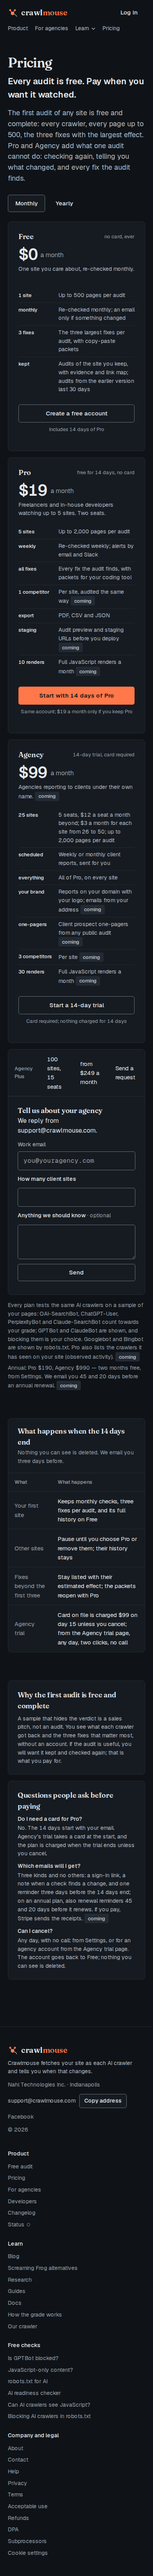 crawlmouse
Log in
Product For agencies Learn Pricing
Pricing
Every audit is free. Pay when you
want it watched.
The first audit of any site is free and
complete: every crawler, every page up to
500, the three fixes with the largest effect.
Pro and Agency add what one audit
cannot do: checking again, telling you
what changed, and every fix the audit
finds.
Monthly Yearly
Free
no card, ever
$0 a month
One site you care about, re-checked monthly.
1 site Up to 500 pages per audit
monthly Re-checked monthly; an email
only if something changed
3 fixes The three largest fixes per
audit, with copy-paste
packets
kept Audits of the site you keep,
with evidence and link map;
audits from the earlier version
last 30 days
Create a free account
Includes 14 days of Pro
Pro
free for 14 days, no card
$19 a month
Freelancers and in-house developers
watching up to 5 sites. Two seats.
5 sites Up to 2,000 pages per audit
weekly Re-checked weekly; alerts by
email and Slack
all fixes Every fix the audit finds, with
packets for your coding tool
1 competitor Per site, audited the same
way coming
export PDF, CSV and JSON
staging Audit preview and staging
URLs before you deploy
coming
10 renders Full JavaScript renders a
month coming
Start with 14 days of Pro
Same account; $19 a month only if you keep Pro
Agency
14-day trial, card required
$99 a month
Agencies reporting to clients under their own
name. coming
25 sites 5 seats, $12 a seat a month
beyond; $3 a month for each
site from 26 to 50; up to
2,000 pages per audit
scheduled Weekly or monthly client
reports, sent for you
everything All of Pro, on every site
your brand Reports on your domain with
your logo; emails from your
address coming
one-pagers Client prospect one-pagers
from any public audit
coming
3 competitors Per site coming
30 renders Full JavaScript renders a
month coming
Start a 14-day trial
Card required; nothing charged for 14 days
Agency
Plus
100
sites,
15
seats
from
$249 a
month
Send a
request
Tell us about your agency
We reply from
support@crawlmouse.com.
Work email
you@youragency.com
How many client sites
Anything we should know · optional
Send
Every plan tests the same AI crawlers on a sample of
your pages: OAI-SearchBot, ChatGPT-User,
PerplexityBot and Claude-SearchBot count towards
your grade; GPTBot and ClaudeBot are shown, and
blocking them is your choice. Googlebot and Bingbot
are shown by robots.txt. Pro also lists the crawlers it
has seen on your site (observed activity). coming
Annual: Pro $190, Agency $990 — two months free,
from Settings. We email you 45 and 20 days before
an annual renewal. coming
What happens when the 14 days
end
Nothing you can see is deleted. We email you
three days before.
What What happens
Your first
site
Keeps monthly checks, three
fixes per audit, and its full
history on Free
Other sites
Pause until you choose Pro or
remove them; their history
stays
Fixes
beyond the
first three
Stay listed with their
estimated effect; the packets
reopen with Pro
Agency
trial
Card on file is charged $99 on
day 15 unless you cancel;
from the Agency trial page,
any day, two clicks, no call
Why the first audit is free and
complete
A sample that hides the verdict is a sales
pitch, not an audit. You see what each crawler
got back and the three fixes that matter most,
without an account. If the audit is useful, you
will want it kept and checked again; that is
what you pay for.
Questions people ask before
paying
Do I need a card for Pro?
No. The 14 days start with your email.
Agency's trial takes a card at the start, and
the plan is charged when the trial ends unless
you cancel.
Which emails will I get?
Three kinds and no others: a sign-in link, a
note when a check finds a change, and one
reminder three days before the 14 days end;
on an annual plan, add renewal reminders 45
and 20 days before it renews. If you pay,
Stripe sends the receipts. coming
Can I cancel?
Any day, with no call; from Settings, or for an
agency account from the Agency trial page.
The account goes back to Free; nothing you
can see is deleted.
crawlmouse
Crawlmouse fetches your site as each AI crawler
and tells you when that changes.
Nahl Technologies Inc. · Indianapolis
support@crawlmouse.com Copy address
Facebook
© 2026
Product
Free audit
Pricing
For agencies
Developers
Changelog
Status
Learn
Blog
Screaming Frog alternatives
Research
Guides
Docs
How the grade works
Our crawler
Free checks
Is GPTBot blocked?
JavaScript-only content?
robots.txt for AI
AI readiness checker
Can AI crawlers see JavaScript?
Blocking AI crawlers in robots.txt
Company and legal
About
Contact
Help
Privacy
Terms
Acceptable use
Refunds
DPA
Subprocessors
Cookie settings